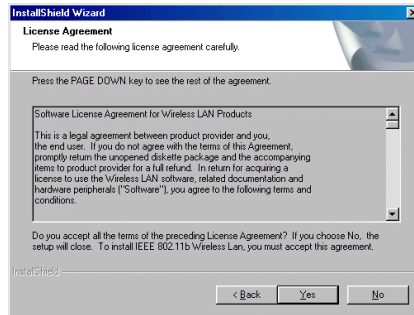 InstallShield Wizard
License Agreement
Please read the following license agreement carefully.
Press the PAGE DOWN key to see the rest of the agreement.
Software License Agreement for Wireless LAN Products
This is a legal agreement between product provider and you,
the end user. If you do not agree with the terms of this Agreement,
promptly return the unopened diskette package and the accompanying
items to product provider for a full refund. In return for acquiring a
license to use the Wireless LAN software, related documentation and
hardware peripherals ("Software"), you agree to the following terms and
conditions.
Do you accept all the terms of the preceding License Agreement? If you choose No, the
setup will close. To install IEEE 802.11b Wireless Lan, you must accept this agreement.
InstallShield
< Back Yes No